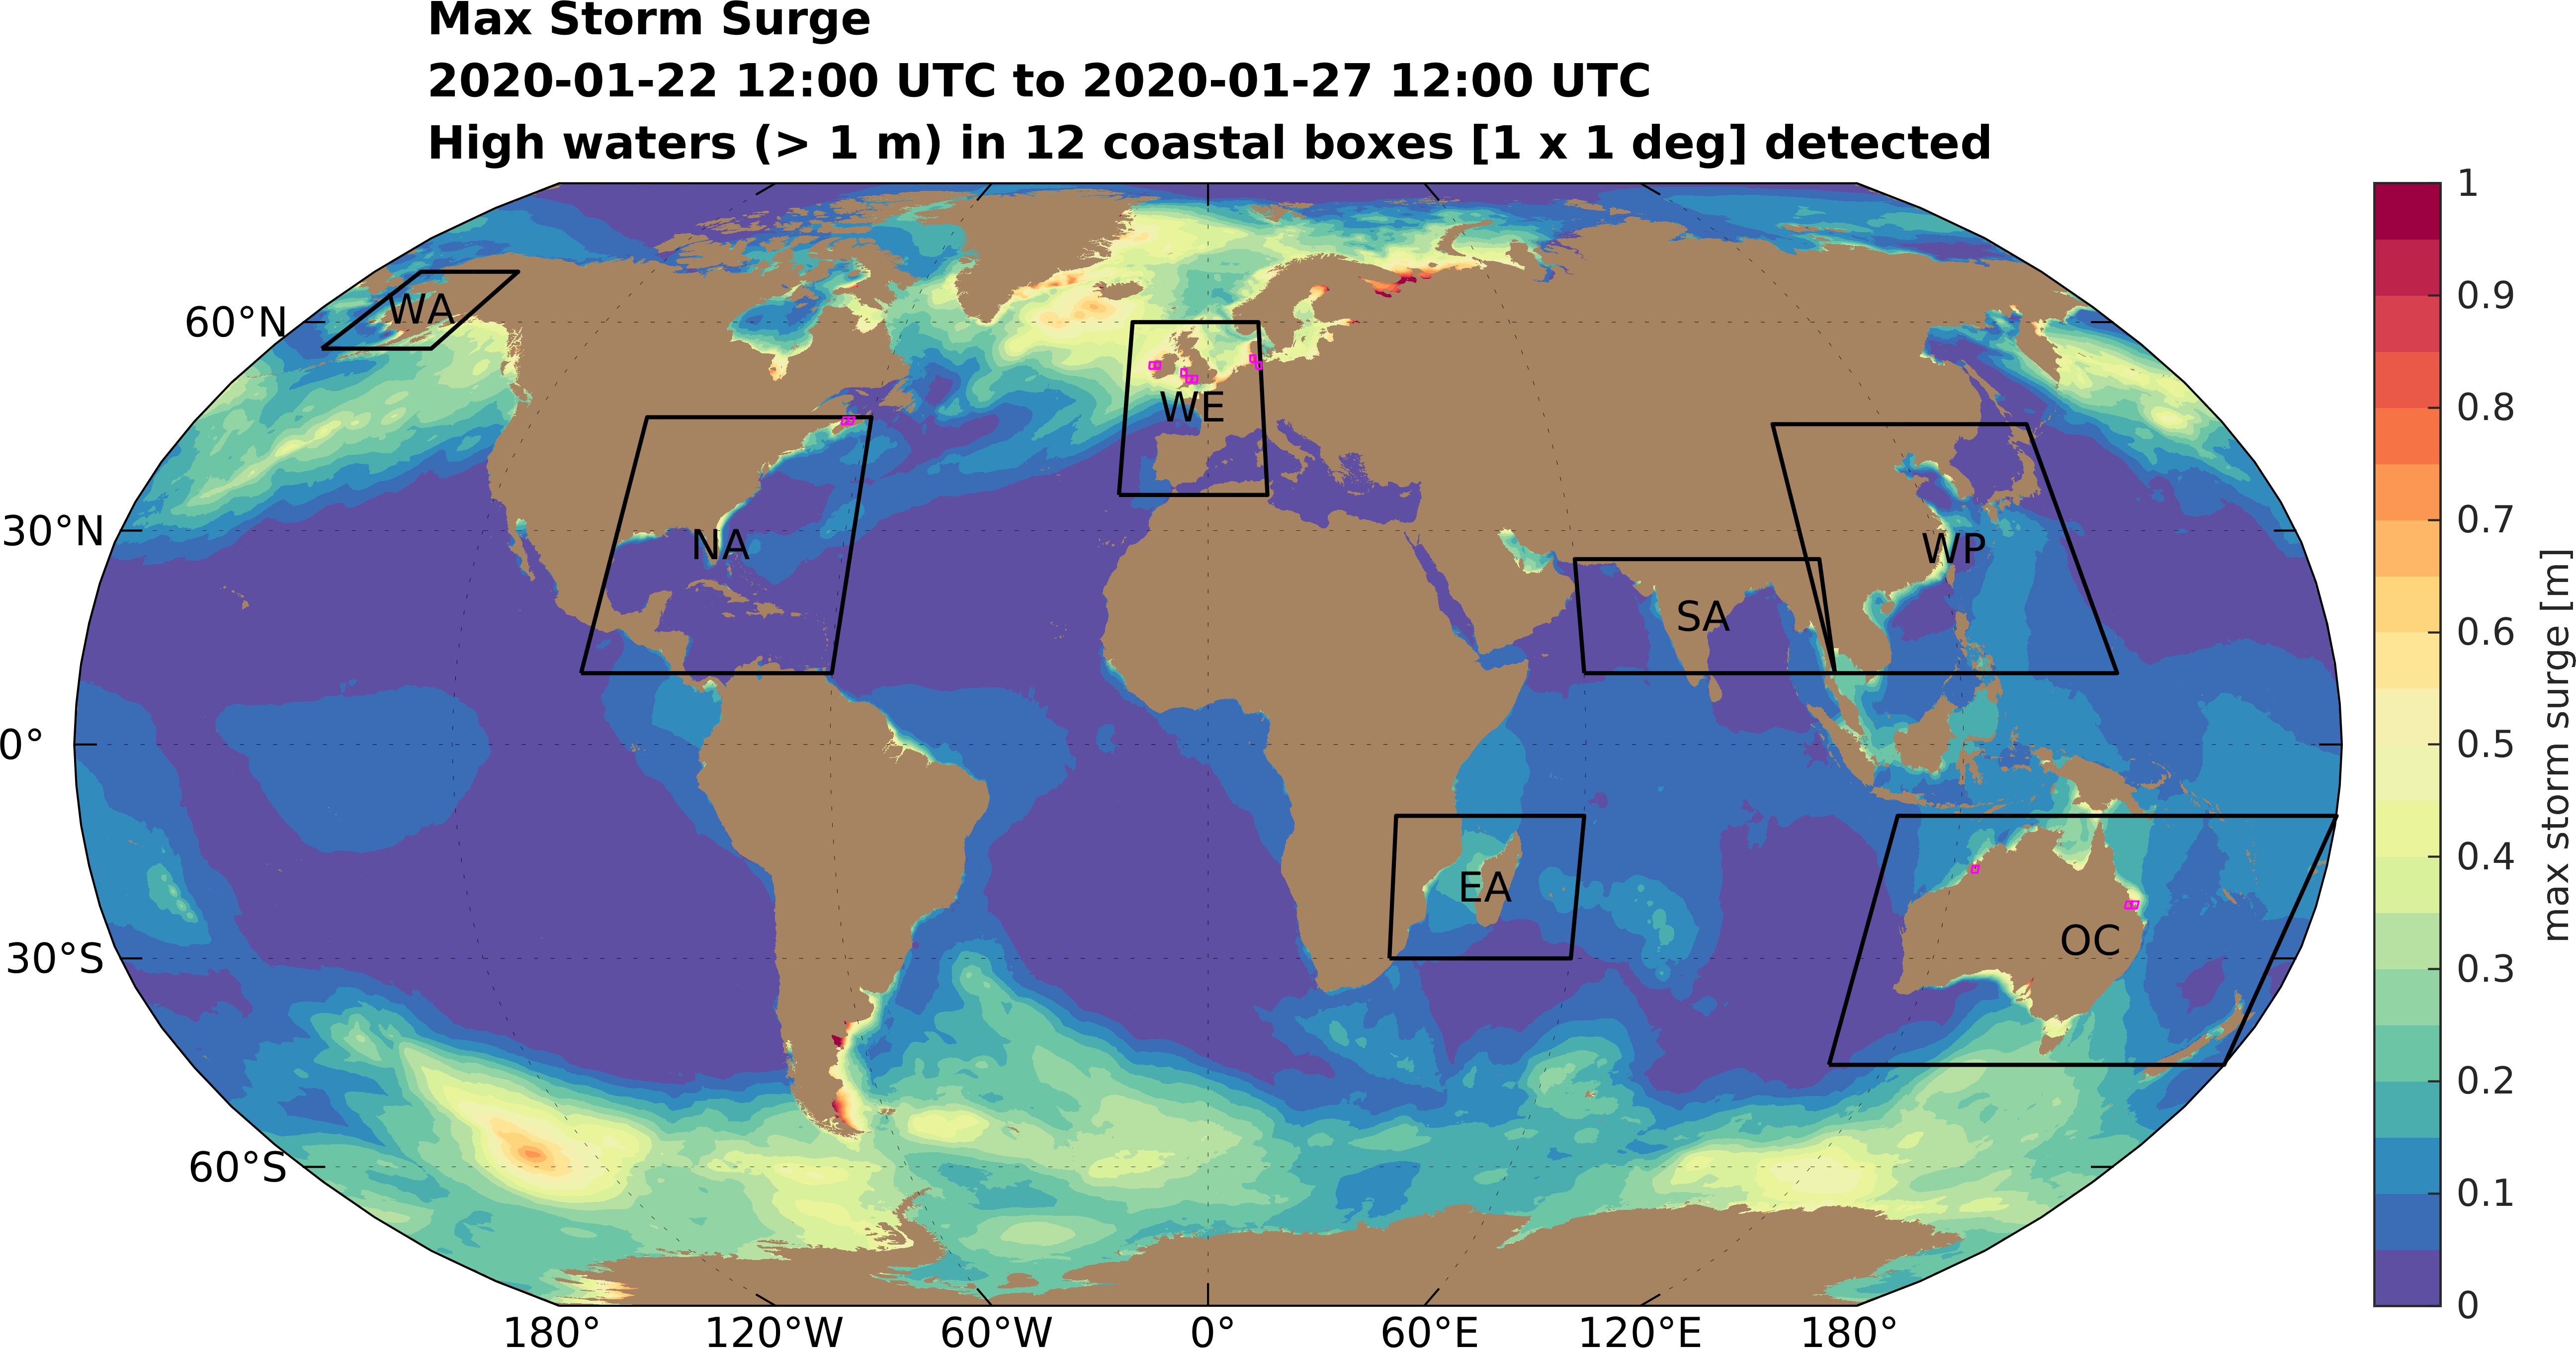 Max Storm Surge
2020-01-22 12:00 UTC to 2020-01-27 12:00 UTC
High waters (> 1 m) in 12 coastal boxes [1 x 1 deg] detected
60°N
30°N
0°
30°S
60°S
WA
NA
WE
SA
WP
EA
OC
180°
120°W
60°W
0°
60°E
120°E
180°
1
0.9
0.8
0.7
0.6
0.5
0.4
0.3
0.2
0.1
0
max storm surge [m]